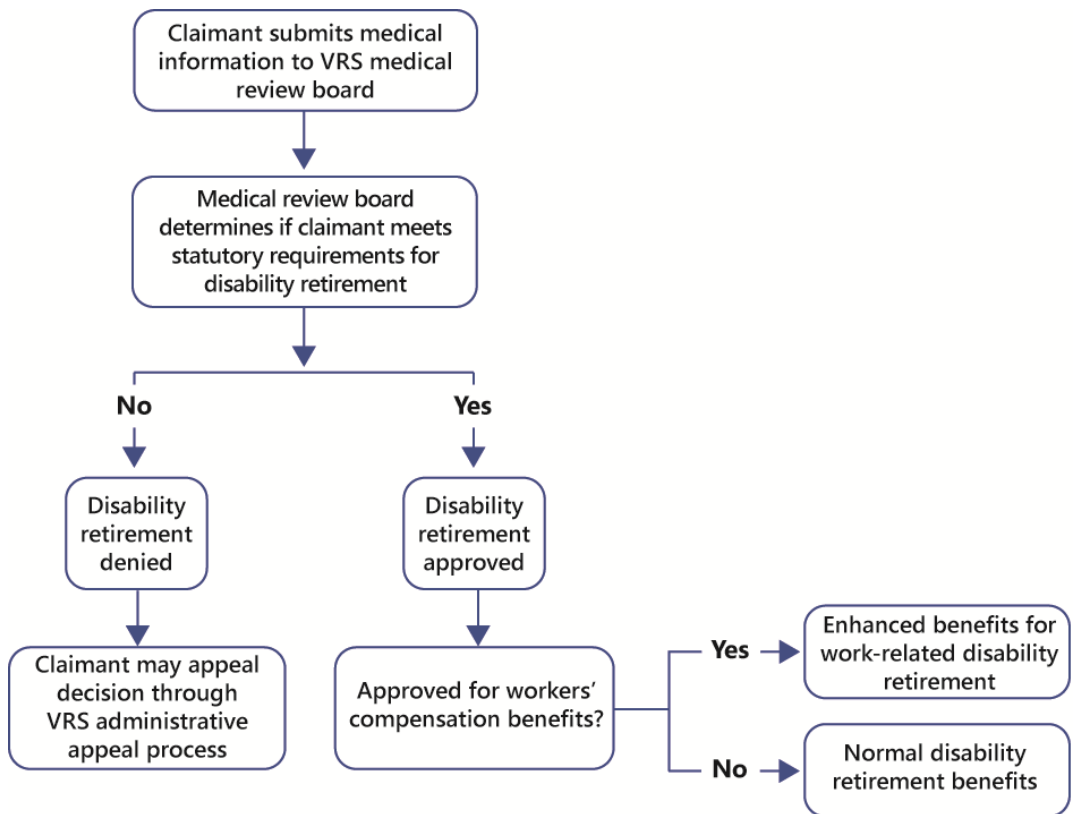 Claimant submits medical
information to VRS medical
review board
Medical review board
determines if claimant meets
statutory requirements for
disability retirement
No
Yes
Disability
retirement
denied
Disability
retirement
approved
Claimant may appeal
decision through
VRS administrative
appeal process
Approved for workers’
compensation benefits?
Yes
Enhanced benefits for
work-related disability
retirement
No
Normal disability
retirement benefits